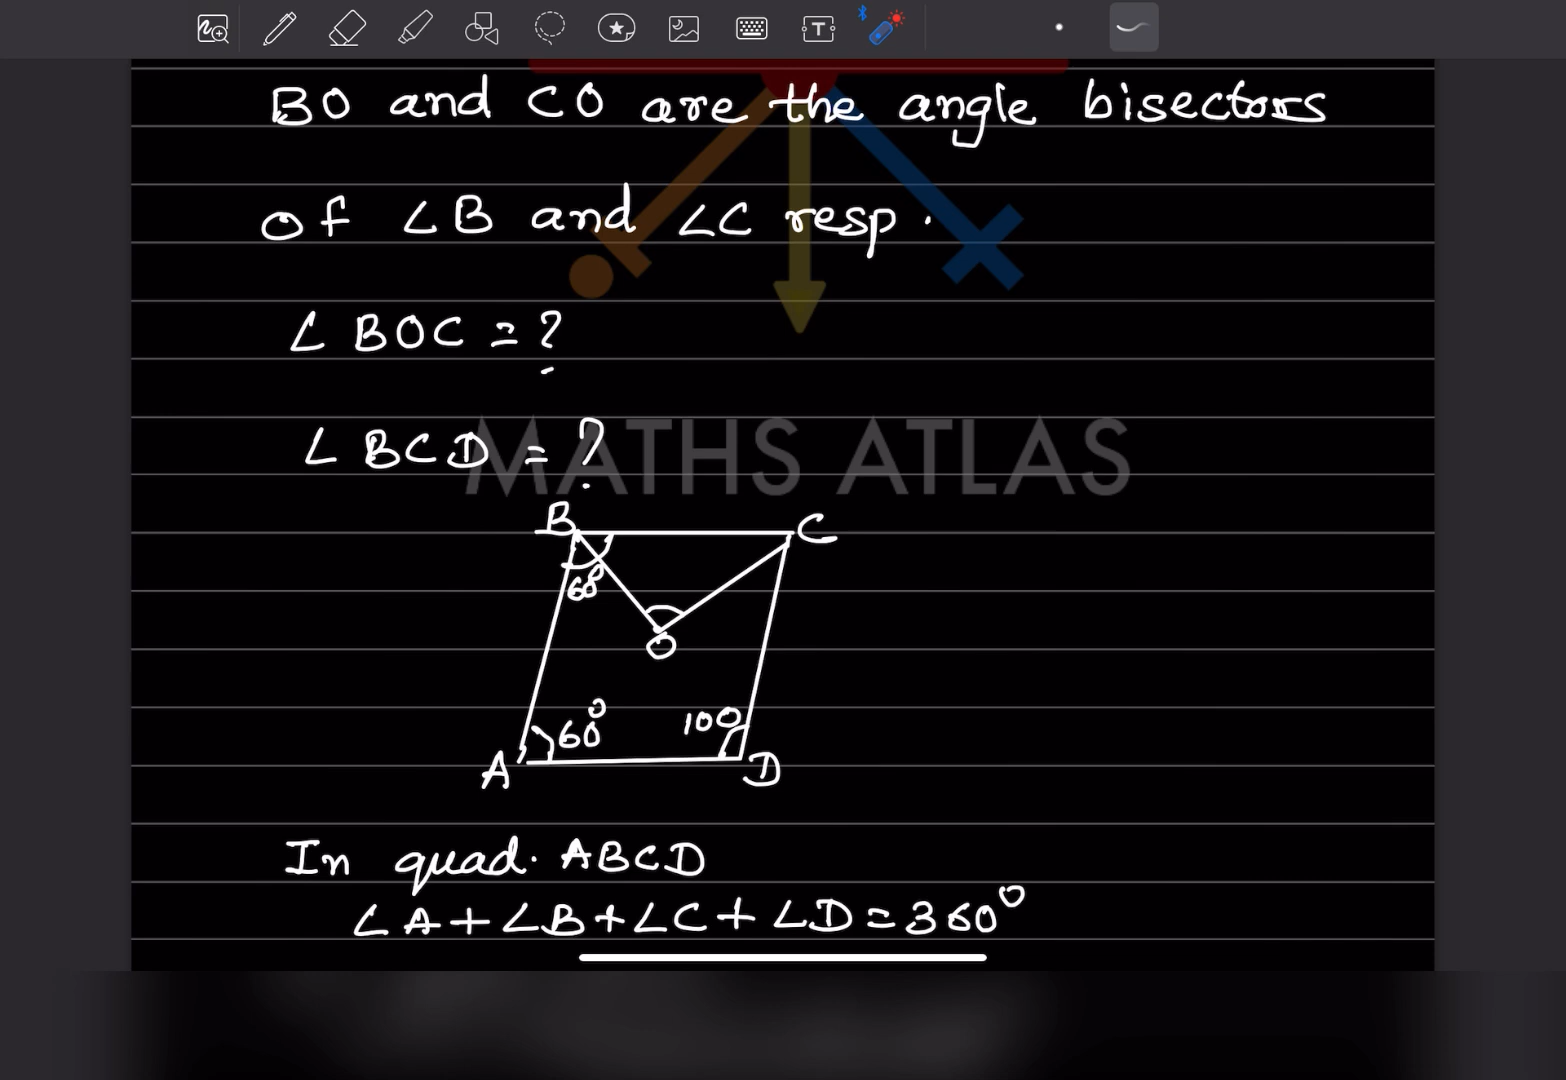 BO and CO are the angle bisectors
of ∠B and ∠C resp.
∠BOC = ?
∠BCD = ?
MATHS ATLAS
B C
60°
O
60° 100
A D
In quad. ABCD
∠A+∠B+∠C+∠D=360°